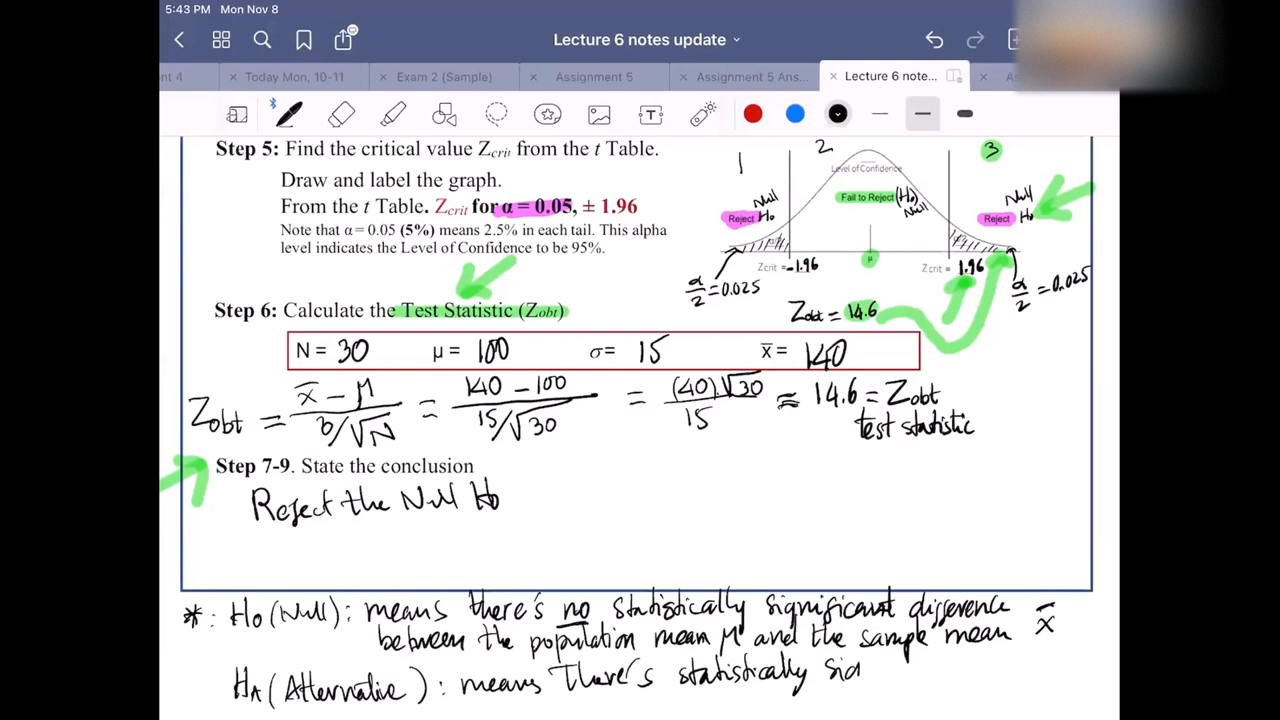 5:43 PM Mon Nov 8
Lecture 6 notes update
nt 4
Today Mon, 10-11
Exam 2 (Sample)
Assignment 5
Assignment 5 Ans...
Lecture 6 note...
Step 5: Find the critical value Zcrit from the t Table.
Draw and label the graph.
From the t Table. Zcrit for α = 0.05, ± 1.96
Note that α = 0.05 (5%) means 2.5% in each tail. This alpha
level indicates the Level of Confidence to be 95%.
1 2 3
Level of Confidence
Fail to Reject (H0) Null
Reject Null H0
Reject Null H0
μ
Zcrit = -1.96
Zcrit = 1.96
α/2 = 0.025
α/2 = 0.025
Zobt = 14.6
Step 6: Calculate the Test Statistic (Zobt)
N = 30 μ = 100 σ = 15 x̄ = 140
Zobt = x̄ - μ / σ/√N = 140 - 100 / 15/√30 = (40).√30 / 15 ≈ 14.6 = Zobt
test statistic
Step 7-9. State the conclusion
Reject the Null H0
*: H0 (Null): means there's no statistically significant difference
between the population mean μ and the sample mean x̄
HA (Alternative): means There's statistically